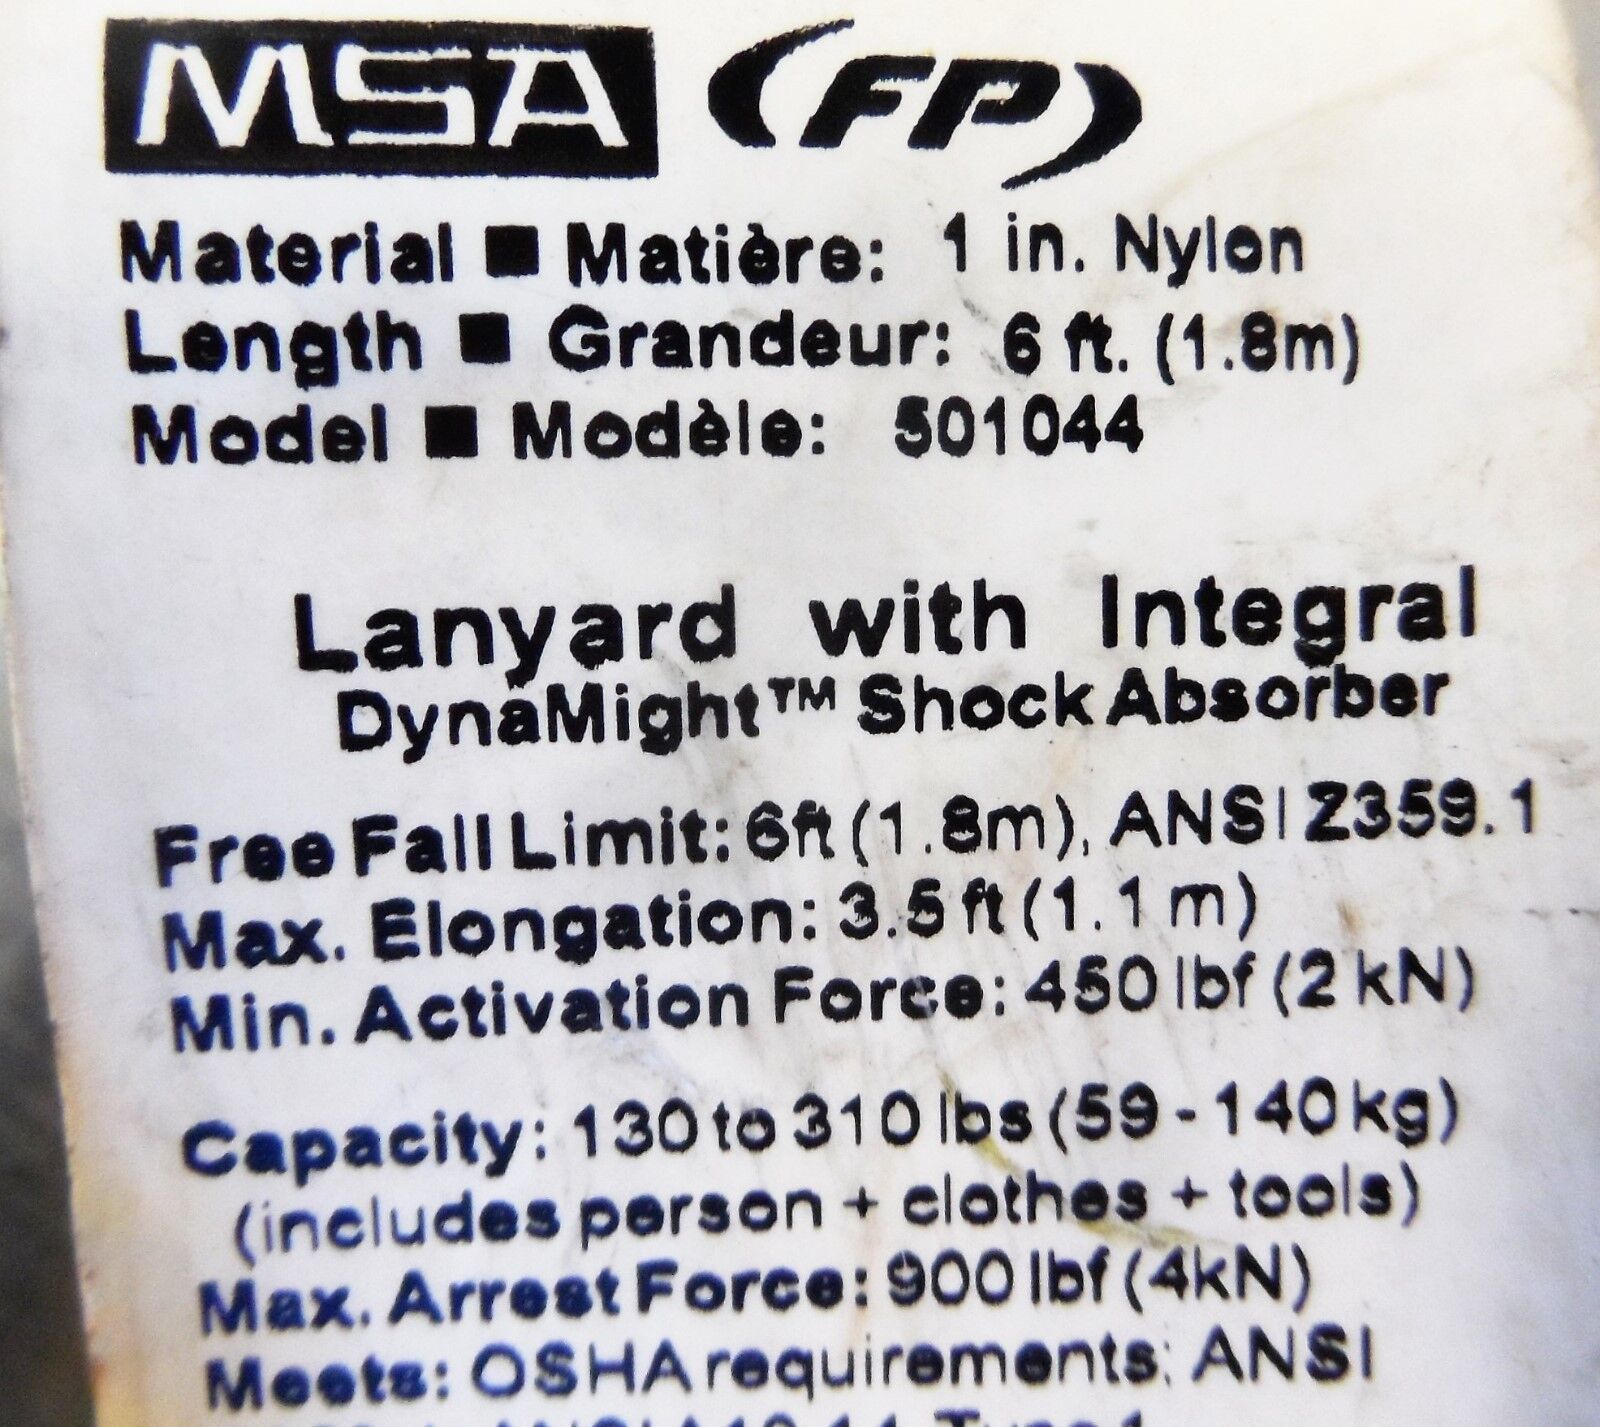 MSA (FP)
Material ■ Matière: 1 in. Nylon
Length ■ Grandeur: 6 ft. (1.8m)
Model ■ Modèle: 501044
Lanyard with Integral
DynaMight™ Shock Absorber
Free Fall Limit: 6ft (1.8m), ANSI Z359.1
Max. Elongation: 3.5 ft (1.1 m)
Min. Activation Force: 450 lbf (2 kN)
Capacity: 130 to 310 lbs (59 - 140 kg)
(includes person + clothes + tools)
Max. Arrest Force: 900 lbf (4kN)
Meets: OSHA requirements; ANSI